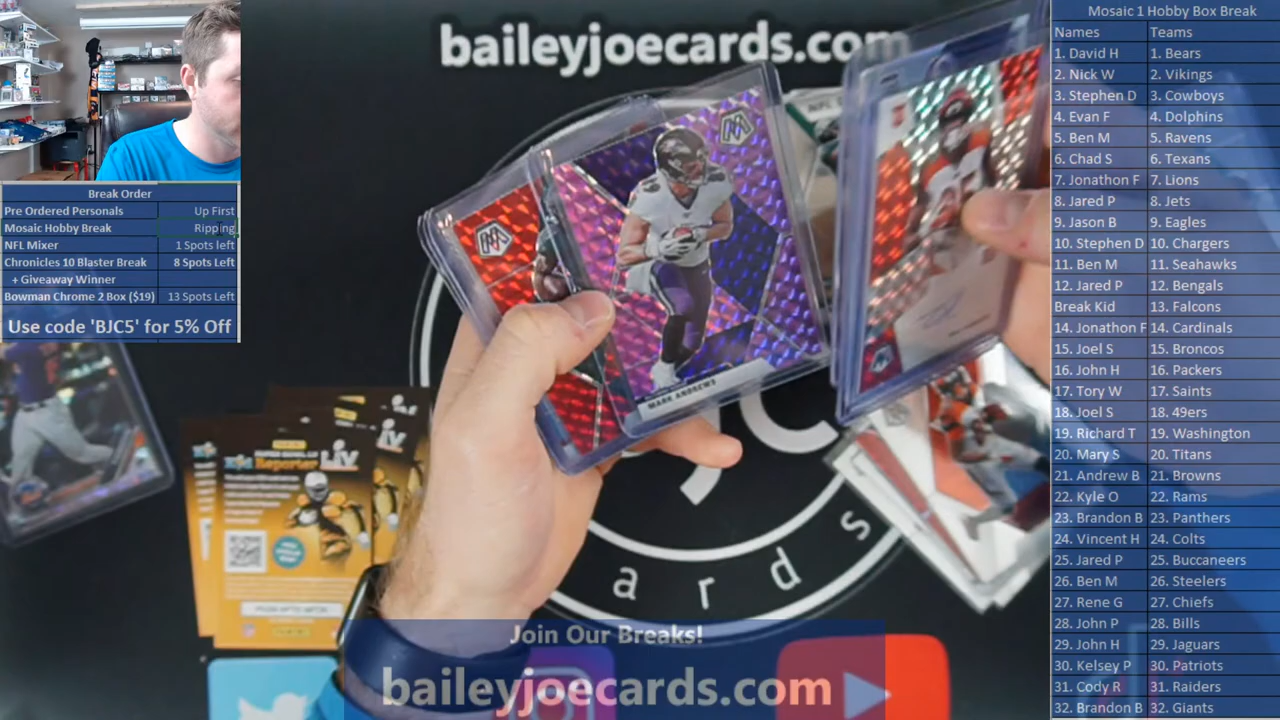 baileyjoecards.com
Break Order
Pre Ordered Personals Up First
Mosaic Hobby Break Ripping
NFL Mixer 1 Spots left
Chronicles 10 Blaster Break 8 Spots Left
+ Giveaway Winner
Bowman Chrome 2 Box ($19) 13 Spots Left
Use code 'BJC5' for 5% Off
MARK ANDREWS
SUPER BOWL LIV
LIV
ards
Join Our Breaks!
baileyjoecards.com
Mosaic 1 Hobby Box Break
Names Teams
1. David H 1. Bears
2. Nick W 2. Vikings
3. Stephen D 3. Cowboys
4. Evan F 4. Dolphins
5. Ben M 5. Ravens
6. Chad S 6. Texans
7. Jonathon F 7. Lions
8. Jared P 8. Jets
9. Jason B 9. Eagles
10. Stephen D 10. Chargers
11. Ben M 11. Seahawks
12. Jared P 12. Bengals
Break Kid 13. Falcons
14. Jonathon F 14. Cardinals
15. Joel S 15. Broncos
16. John H 16. Packers
17. Tory W 17. Saints
18. Joel S 18. 49ers
19. Richard T 19. Washington
20. Mary S 20. Titans
21. Andrew B 21. Browns
22. Kyle O 22. Rams
23. Brandon B 23. Panthers
24. Vincent H 24. Colts
25. Jared P 25. Buccaneers
26. Ben M 26. Steelers
27. Rene G 27. Chiefs
28. John P 28. Bills
29. John H 29. Jaguars
30. Kelsey P 30. Patriots
31. Cody R 31. Raiders
32. Brandon B 32. Giants